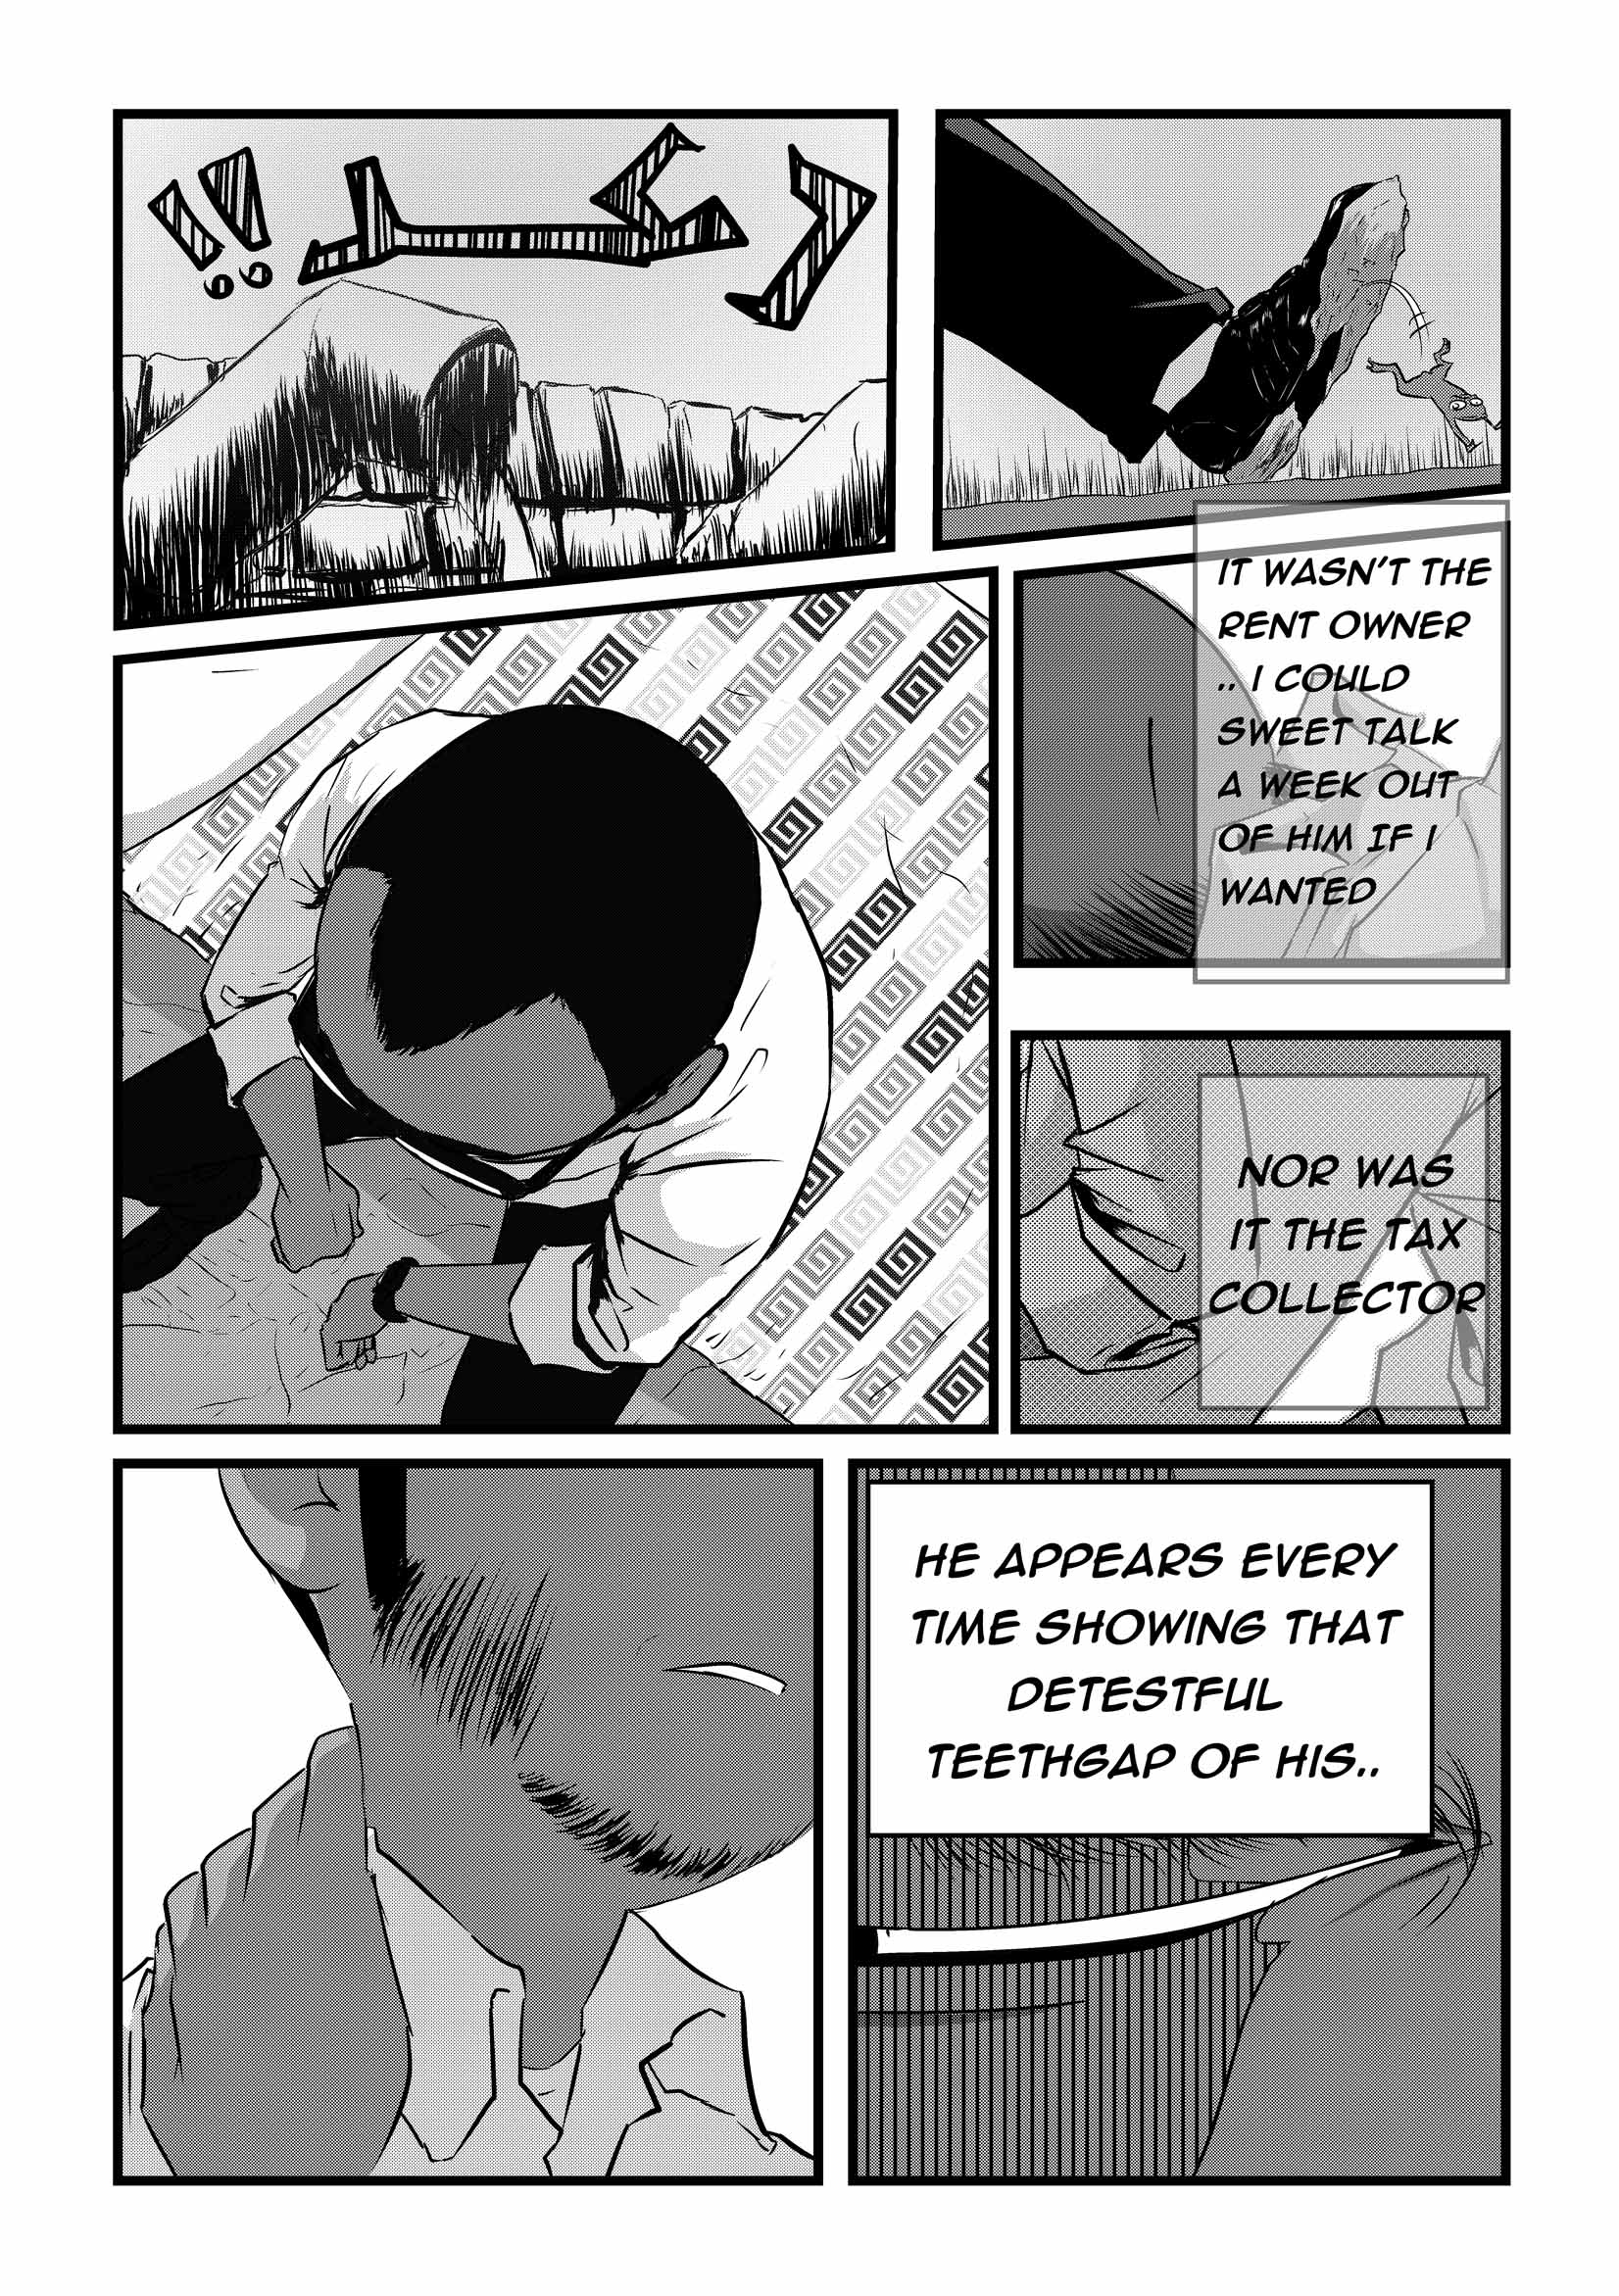 IT WASN'T THE
RENT OWNER
.. I COULD
SWEET TALK
A WEEK OUT
OF HIM IF I
WANTED
NOR WAS
IT THE TAX
COLLECTOR
HE APPEARS EVERY
TIME SHOWING THAT
DETESTFUL
TEETHGAP OF HIS..